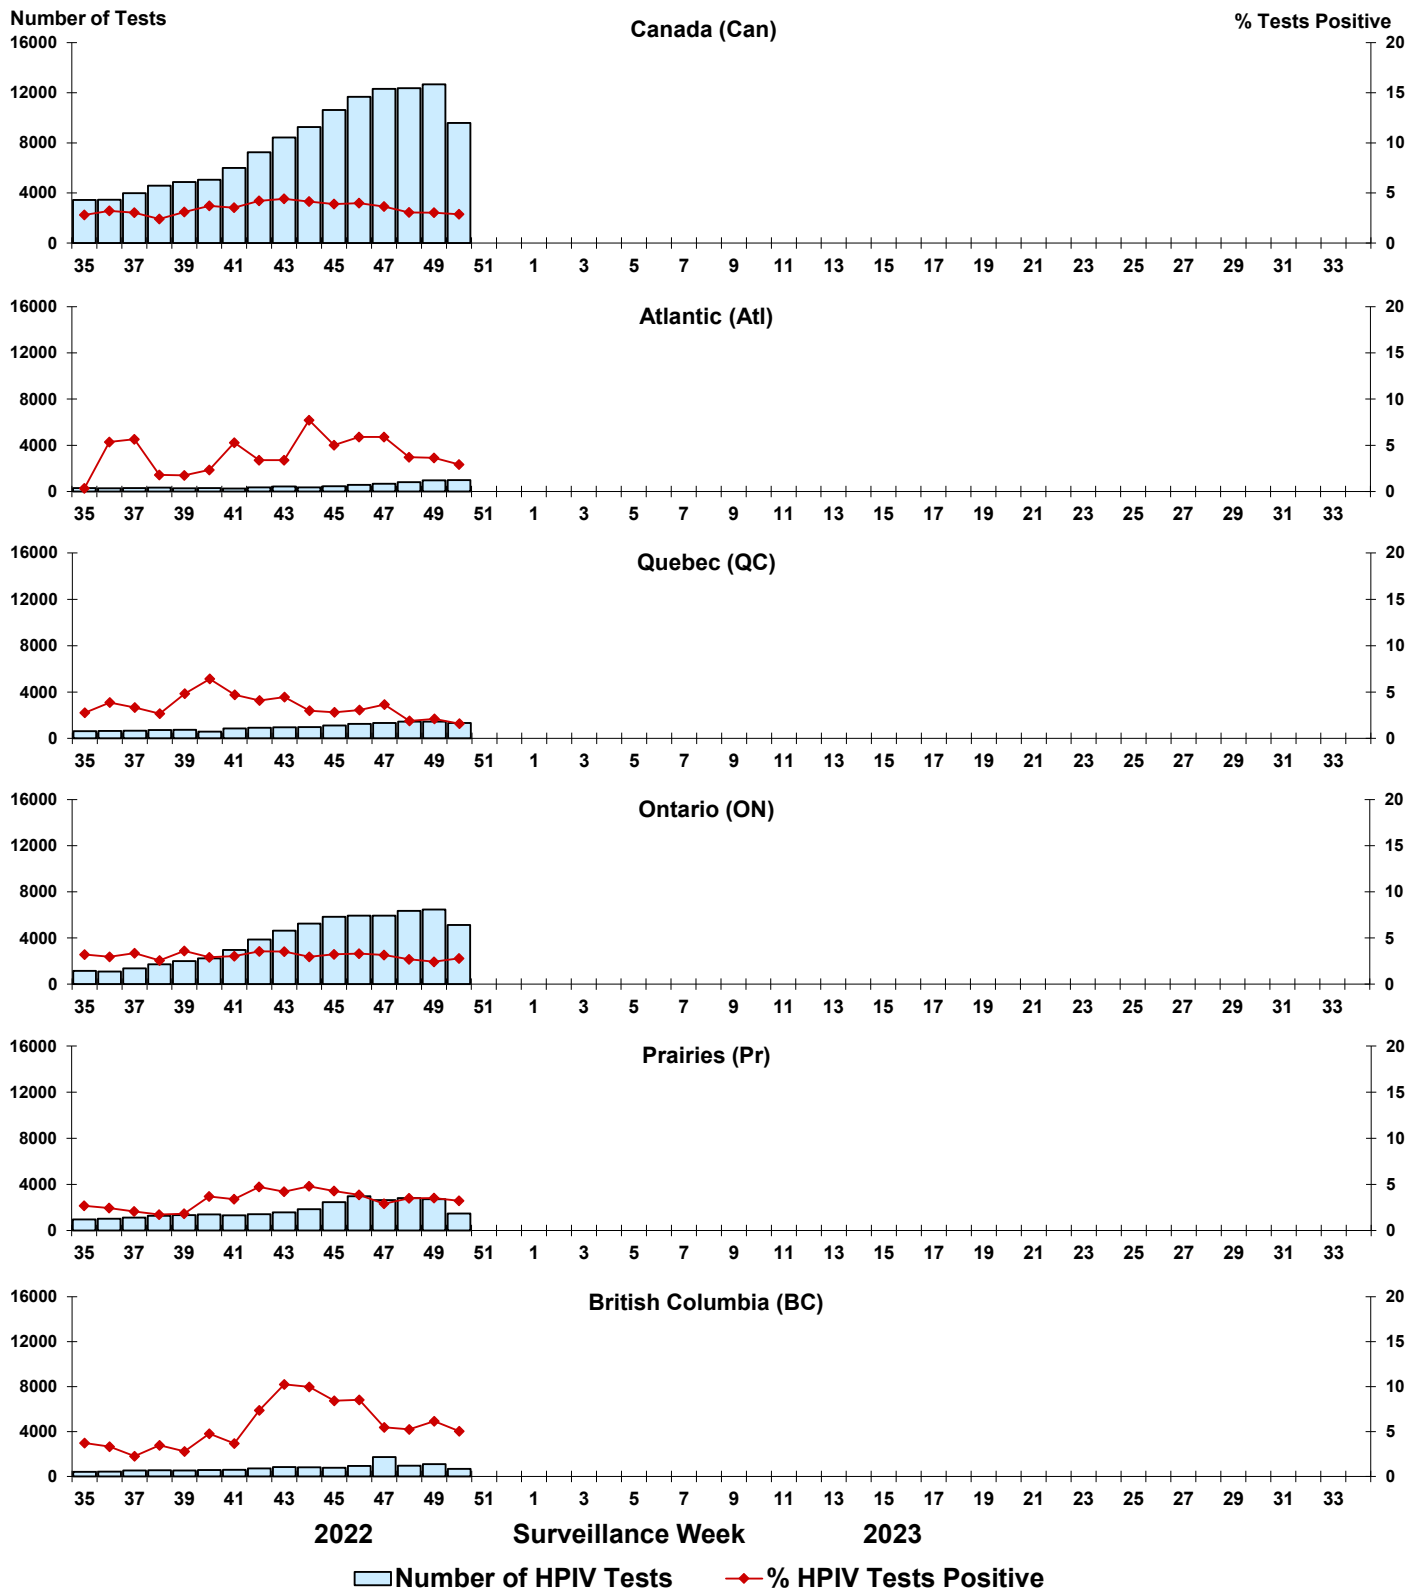 Number of Tests
Canada (Can)
% Tests Positive
16000 20
12000 15
8000 10
4000 5
0 0
35 37 39 41 43 45 47 49 51 1 3 5 7 9 11 13 15 17 19 21 23 25 27 29 31 33
Atlantic (Atl)
16000 20
12000 15
8000 10
4000 5
0 0
35 37 39 41 43 45 47 49 51 1 3 5 7 9 11 13 15 17 19 21 23 25 27 29 31 33
Quebec (QC)
16000 20
12000 15
8000 10
4000 5
0 0
35 37 39 41 43 45 47 49 51 1 3 5 7 9 11 13 15 17 19 21 23 25 27 29 31 33
Ontario (ON)
16000 20
12000 15
8000 10
4000 5
0 0
35 37 39 41 43 45 47 49 51 1 3 5 7 9 11 13 15 17 19 21 23 25 27 29 31 33
Prairies (Pr)
16000 20
12000 15
8000 10
4000 5
0 0
35 37 39 41 43 45 47 49 51 1 3 5 7 9 11 13 15 17 19 21 23 25 27 29 31 33
British Columbia (BC)
16000 20
12000 15
8000 10
4000 5
0 0
35 37 39 41 43 45 47 49 51 1 3 5 7 9 11 13 15 17 19 21 23 25 27 29 31 33
2022 Surveillance Week 2023
Number of HPIV Tests % HPIV Tests Positive